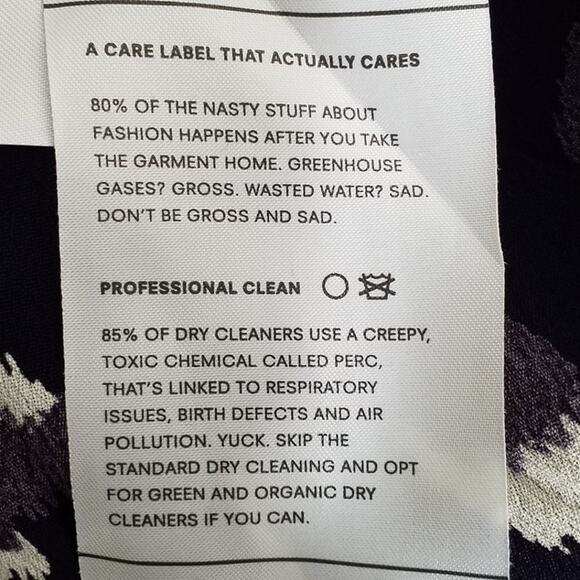 A CARE LABEL THAT ACTUALLY CARES
80% OF THE NASTY STUFF ABOUT
FASHION HAPPENS AFTER YOU TAKE
THE GARMENT HOME. GREENHOUSE
GASES? GROSS. WASTED WATER? SAD.
DON'T BE GROSS AND SAD.
PROFESSIONAL CLEAN
85% OF DRY CLEANERS USE A CREEPY,
TOXIC CHEMICAL CALLED PERC,
THAT'S LINKED TO RESPIRATORY
ISSUES, BIRTH DEFECTS AND AIR
POLLUTION. YUCK. SKIP THE
STANDARD DRY CLEANING AND OPT
FOR GREEN AND ORGANIC DRY
CLEANERS IF YOU CAN.